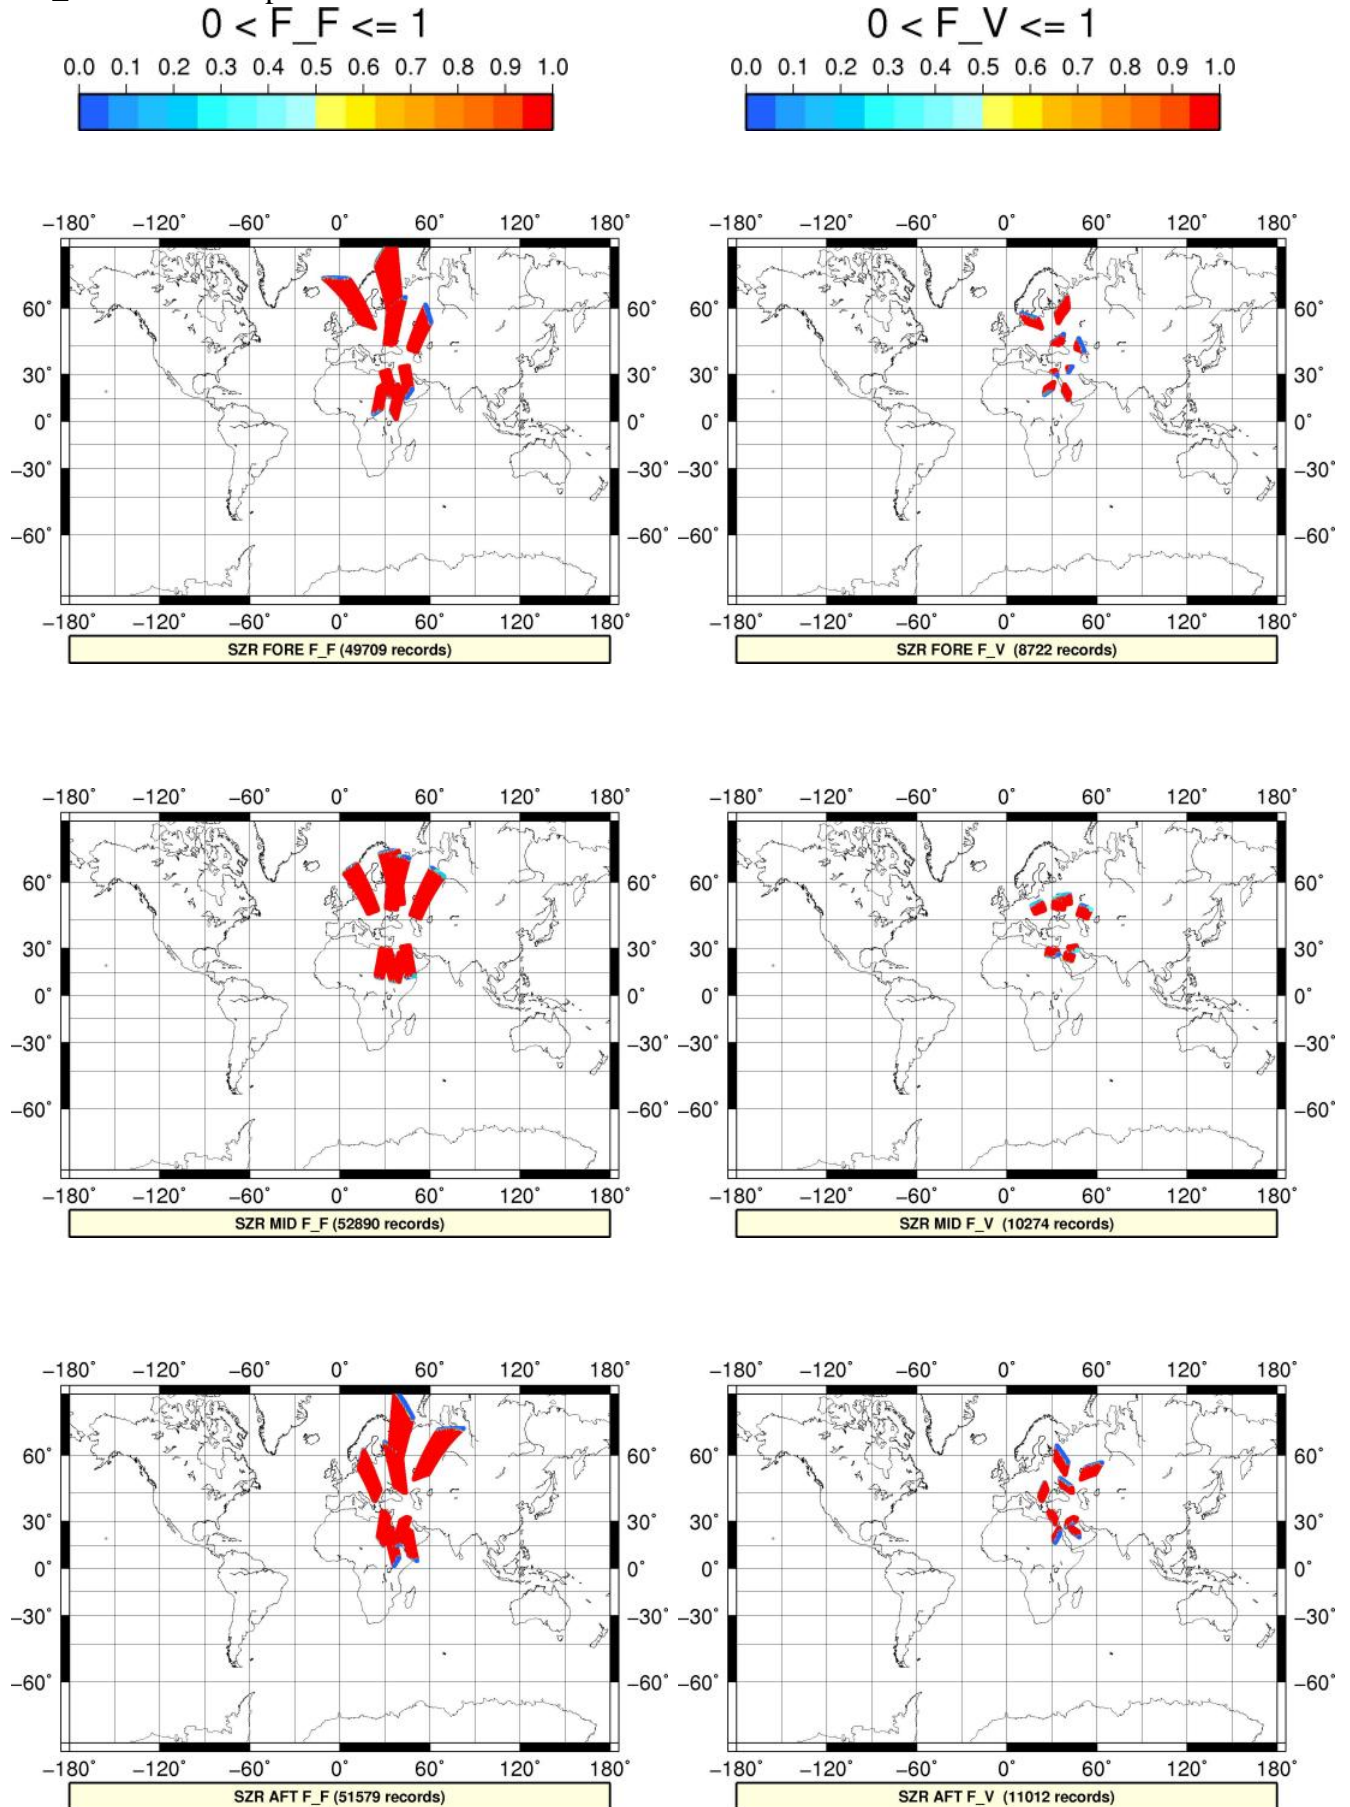 0 < F_F <= 1
0 < F_V <= 1
0.0 0.1 0.2 0.3 0.4 0.5 0.6 0.7 0.8 0.9 1.0
0.0 0.1 0.2 0.3 0.4 0.5 0.6 0.7 0.8 0.9 1.0
−180° −120° −60° 0° 60° 120° 180°
−180° −120° −60° 0° 60° 120° 180°
60° 60° 60° 60°
30° 30° 30° 30°
0° 0° 0° 0°
−30° −30° −30° −30°
−60° −60° −60° −60°
−180° −120° −60° 0° 60° 120° 180°
−180° −120° −60° 0° 60° 120° 180°
SZR FORE F_F (49709 records)
SZR FORE F_V (8722 records)
−180° −120° −60° 0° 60° 120° 180°
−180° −120° −60° 0° 60° 120° 180°
60° 60° 60° 60°
30° 30° 30° 30°
0° 0° 0° 0°
−30° −30° −30° −30°
−60° −60° −60° −60°
−180° −120° −60° 0° 60° 120° 180°
−180° −120° −60° 0° 60° 120° 180°
SZR MID F_F (52890 records)
SZR MID F_V (10274 records)
−180° −120° −60° 0° 60° 120° 180°
−180° −120° −60° 0° 60° 120° 180°
60° 60° 60° 60°
30° 30° 30° 30°
0° 0° 0° 0°
−30° −30° −30° −30°
−60° −60° −60° −60°
−180° −120° −60° 0° 60° 120° 180°
−180° −120° −60° 0° 60° 120° 180°
SZR AFT F_F (51579 records)
SZR AFT F_V (11012 records)